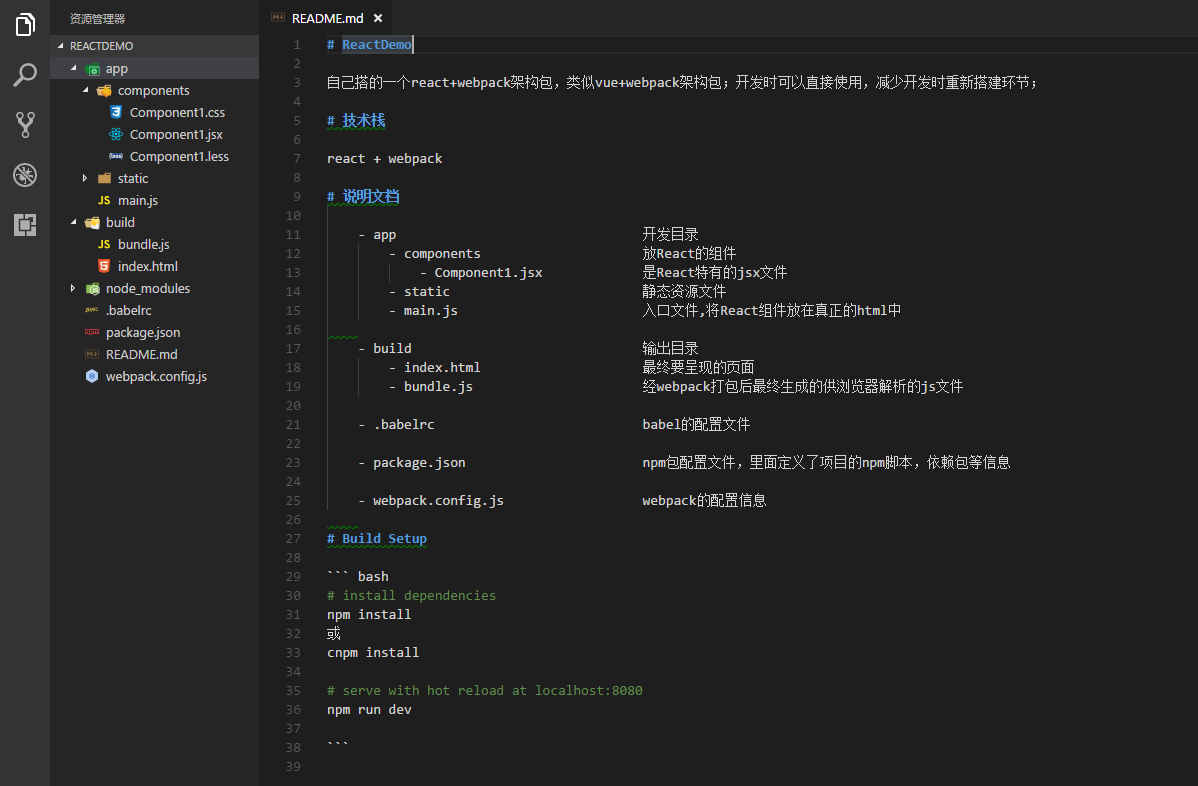 资源管理器
REACTDEMO
app
components
Component1.css
Component1.jsx
Component1.less
static
JS main.js
build
JS bundle.js
index.html
node_modules
.babelrc
package.json
README.md
webpack.config.js
README.md ×
1 # ReactDemo
2
3 自己搭的一个react+webpack架构包，类似vue+webpack架构包；开发时可以直接使用，减少开发时重新搭建环节；
4
5 # 技术栈
6
7 react + webpack
8
9 # 说明文档
10
11 - app 开发目录
12 - components 放React的组件
13 - Component1.jsx 是React特有的jsx文件
14 - static 静态资源文件
15 - main.js 入口文件,将React组件放在真正的html中
16
17 - build 输出目录
18 - index.html 最终要呈现的页面
19 - bundle.js 经webpack打包后最终生成的供浏览器解析的js文件
20
21 - .babelrc babel的配置文件
22
23 - package.json npm包配置文件，里面定义了项目的npm脚本，依赖包等信息
24
25 - webpack.config.js webpack的配置信息
26
27 # Build Setup
28
29 ``` bash
30 # install dependencies
31 npm install
32 或
33 cnpm install
34
35 # serve with hot reload at localhost:8080
36 npm run dev
37
38 ```
39